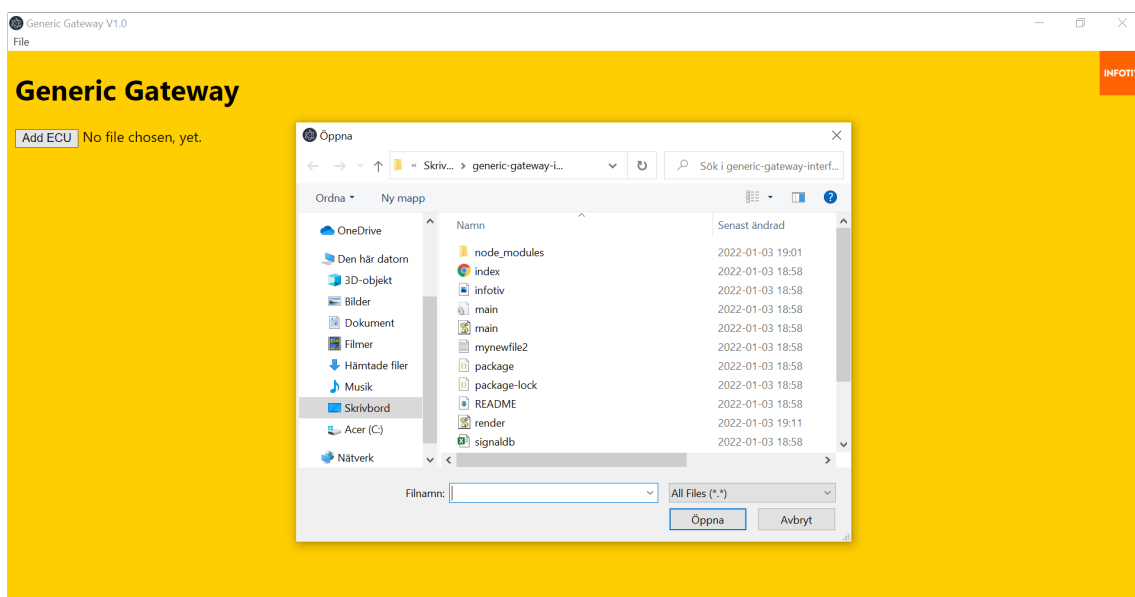 Generic Gateway V1.0
File
INFOTIV
Generic Gateway
Add ECU No file chosen, yet.
Öppna
« Skriv... > generic-gateway-i...
Sök i generic-gateway-interf...
Ordna Ny mapp
OneDrive
Den här datorn
3D-objekt
Bilder
Dokument
Filmer
Hämtade filer
Musik
Skrivbord
Acer (C:)
Nätverk
Namn Senast ändrad
node_modules 2022-01-03 19:01
index 2022-01-03 18:58
infotiv 2022-01-03 18:58
main 2022-01-03 18:58
main 2022-01-03 18:58
mynewfile2 2022-01-03 18:58
package 2022-01-03 18:58
package-lock 2022-01-03 18:58
README 2022-01-03 18:58
render 2022-01-03 19:11
signaldb 2022-01-03 18:58
Filnamn: All Files (*.*)
Öppna Avbryt